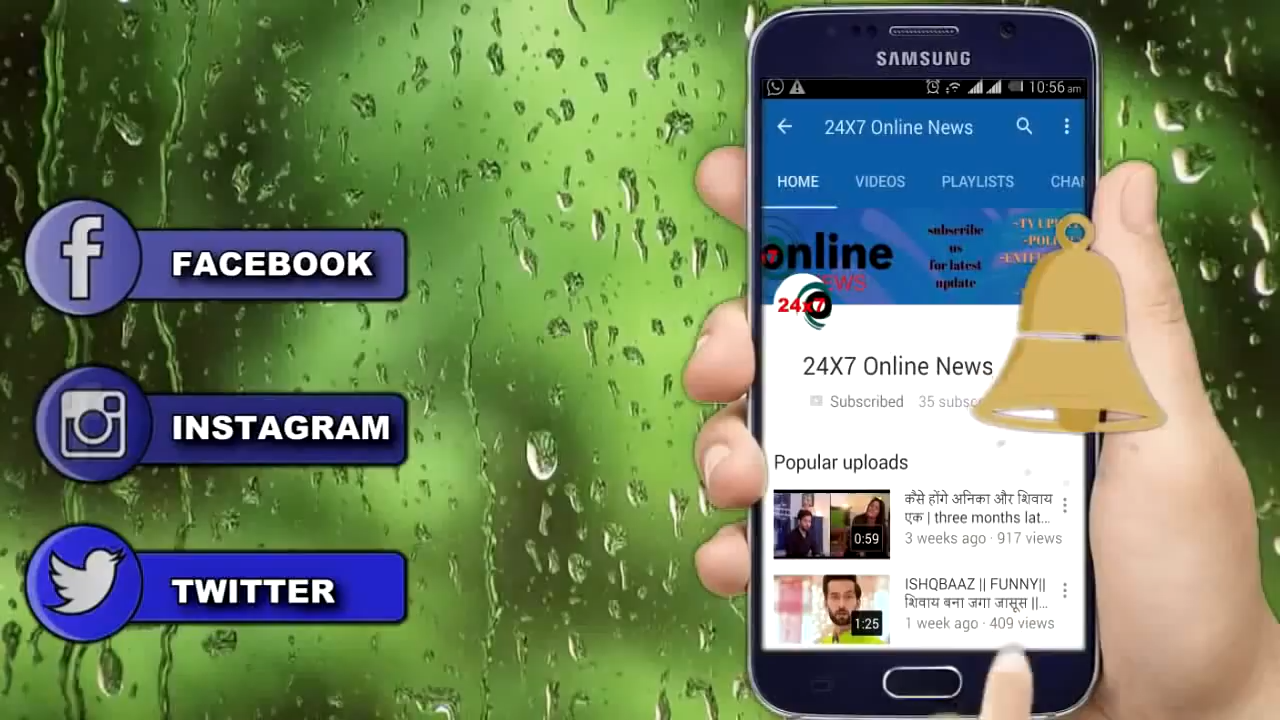 FACEBOOK
INSTAGRAM
TWITTER
SAMSUNG
10:56 am
24X7 Online News
HOME VIDEOS PLAYLISTS CHAN
online
NEWS
subscribe
us
for latest
update
24x7
24X7 Online News
Subscribed 35 subsc
Popular uploads
कैसे होंगे अनिका और शिवाय
एक | three months lat...
3 weeks ago · 917 views
0:59
ISHQBAAZ || FUNNY||
शिवाय बना जगा जासूस ||...
1 week ago · 409 views
1:25